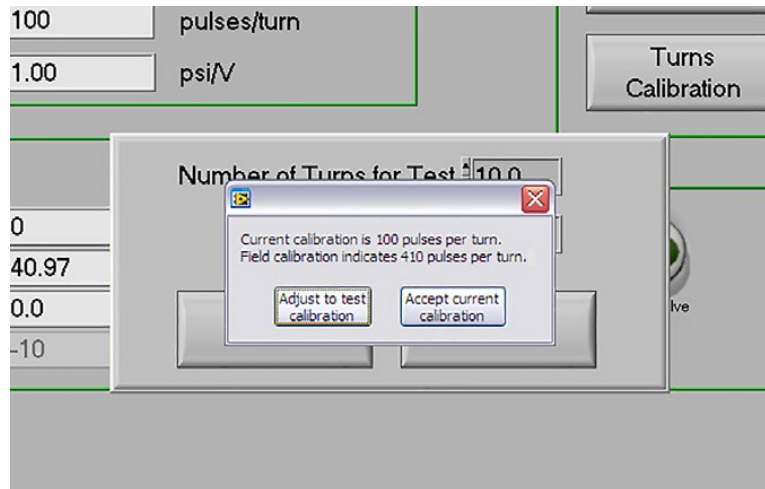 100 pulses/turn
1.00 psi/V
Turns
Calibration
Number of Turns for Test 10.0
Current calibration is 100 pulses per turn.
Field calibration indicates 410 pulses per turn.
Adjust to test
calibration
Accept current
calibration
0
40.97
0.0
-10
lve